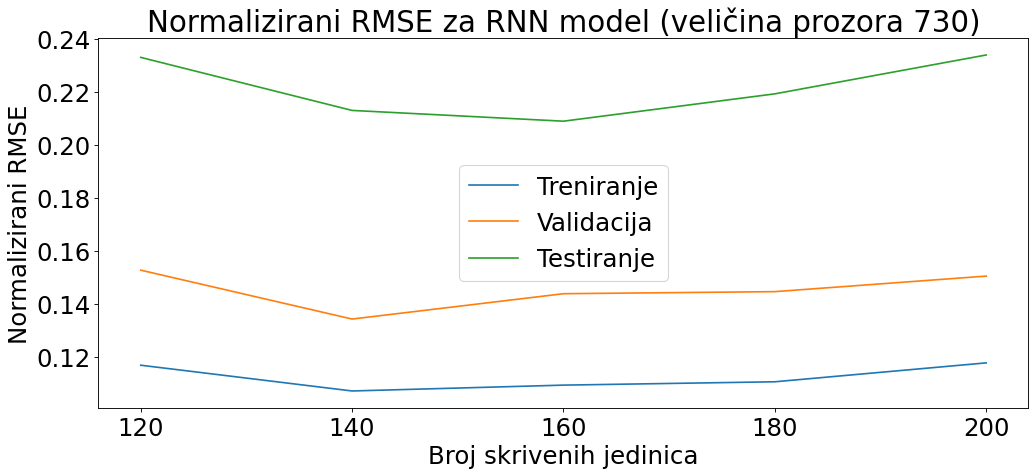 Normalizirani RMSE za RNN model (veličina prozora 730)
Normalizirani RMSE
0.24
0.22
0.20
0.18
0.16
0.14
0.12
Treniranje
Validacija
Testiranje
120 140 160 180 200
Broj skrivenih jedinica